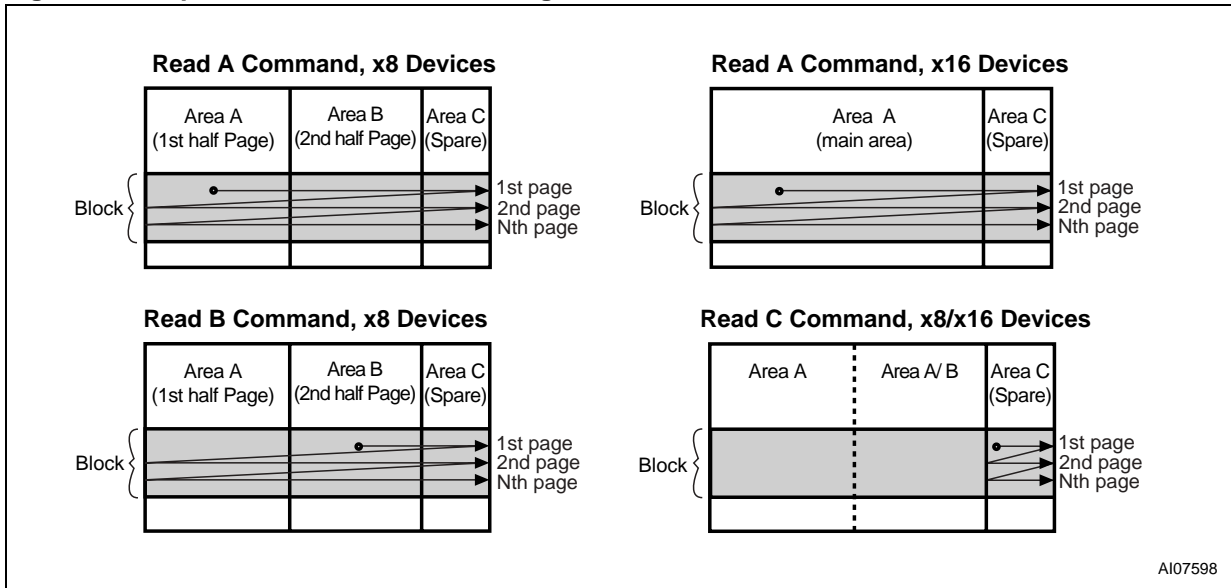 Read A Command, x8 Devices
Area A
(1st half Page)
Area B
(2nd half Page)
Area C
(Spare)
Block
1st page
2nd page
Nth page
Read A Command, x16 Devices
Area A
(main area)
Area C
(Spare)
Block
1st page
2nd page
Nth page
Read B Command, x8 Devices
Area A
(1st half Page)
Area B
(2nd half Page)
Area C
(Spare)
Block
1st page
2nd page
Nth page
Read C Command, x8/x16 Devices
Area A
Area A/ B
Area C
(Spare)
Block
1st page
2nd page
Nth page
AI07598